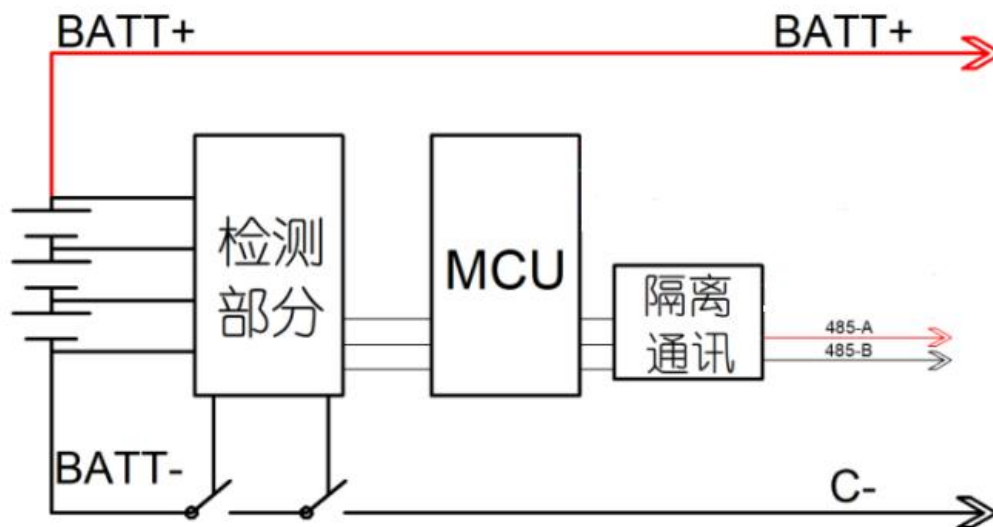 BATT+
BATT+
检测
部分
MCU
隔离
通讯
485-A
485-B
BATT-
C-